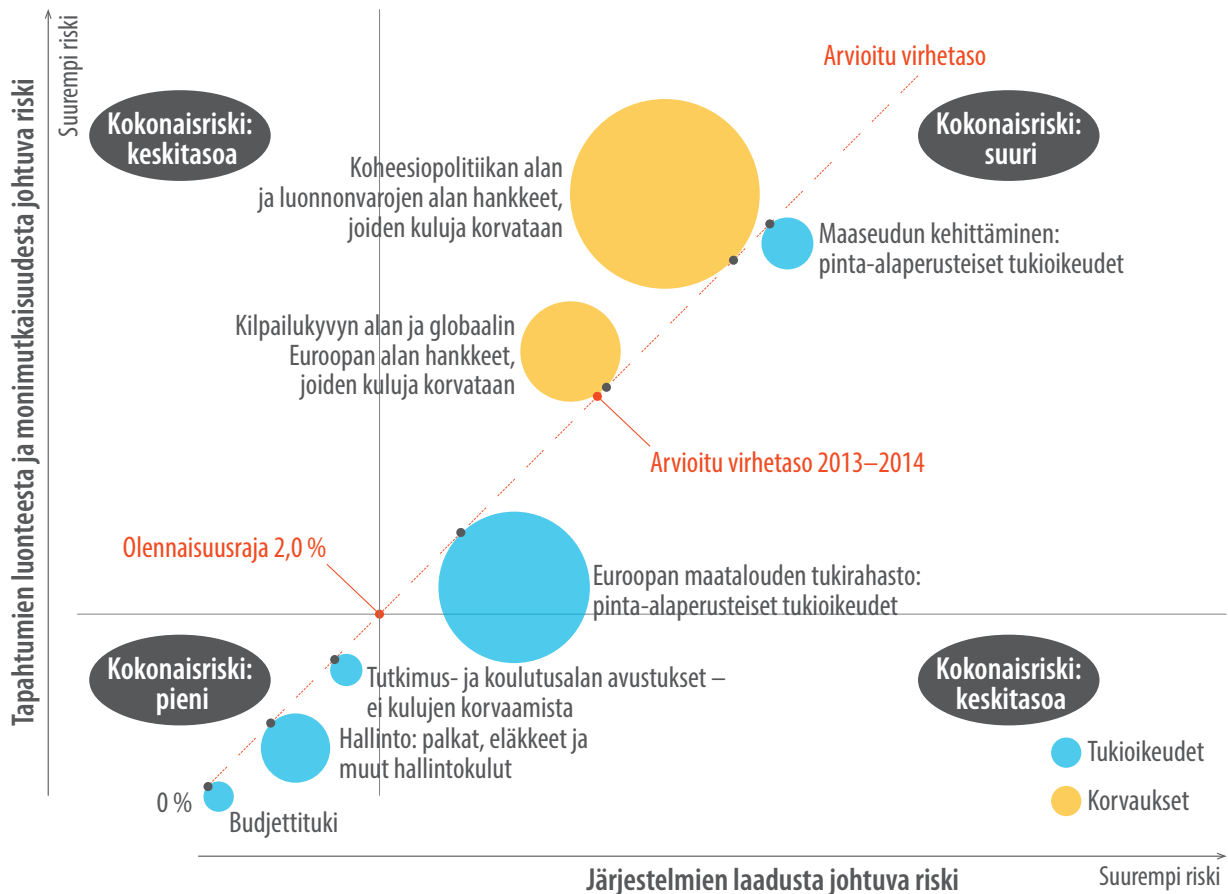 Tapahtumien luonteesta ja monimutkaisuudesta johtuva riski
Suurempi riski
Kokonaisriski:
keskitasoa
Arvioitu virhetaso
Kokonaisriski:
suuri
Koheesiopolitiikan alan
ja luonnonvarojen alan hankkeet,
joiden kuluja korvataan
Maaseudun kehittäminen:
pinta-alaperusteiset tukioikeudet
Kilpailukyvyn alan ja globaalin
Euroopan alan hankkeet,
joiden kuluja korvataan
Arvioitu virhetaso 2013–2014
Olennaisuusraja 2,0 %
Euroopan maatalouden tukirahasto:
pinta-alaperusteiset tukioikeudet
Kokonaisriski:
pieni
Tutkimus- ja koulutusalan avustukset –
ei kulujen korvaamista
Kokonaisriski:
keskitasoa
Hallinto: palkat, eläkkeet ja
muut hallintokulut
Tukioikeudet
0 %
Korvaukset
Budjettituki
Järjestelmien laadusta johtuva riski
Suurempi riski